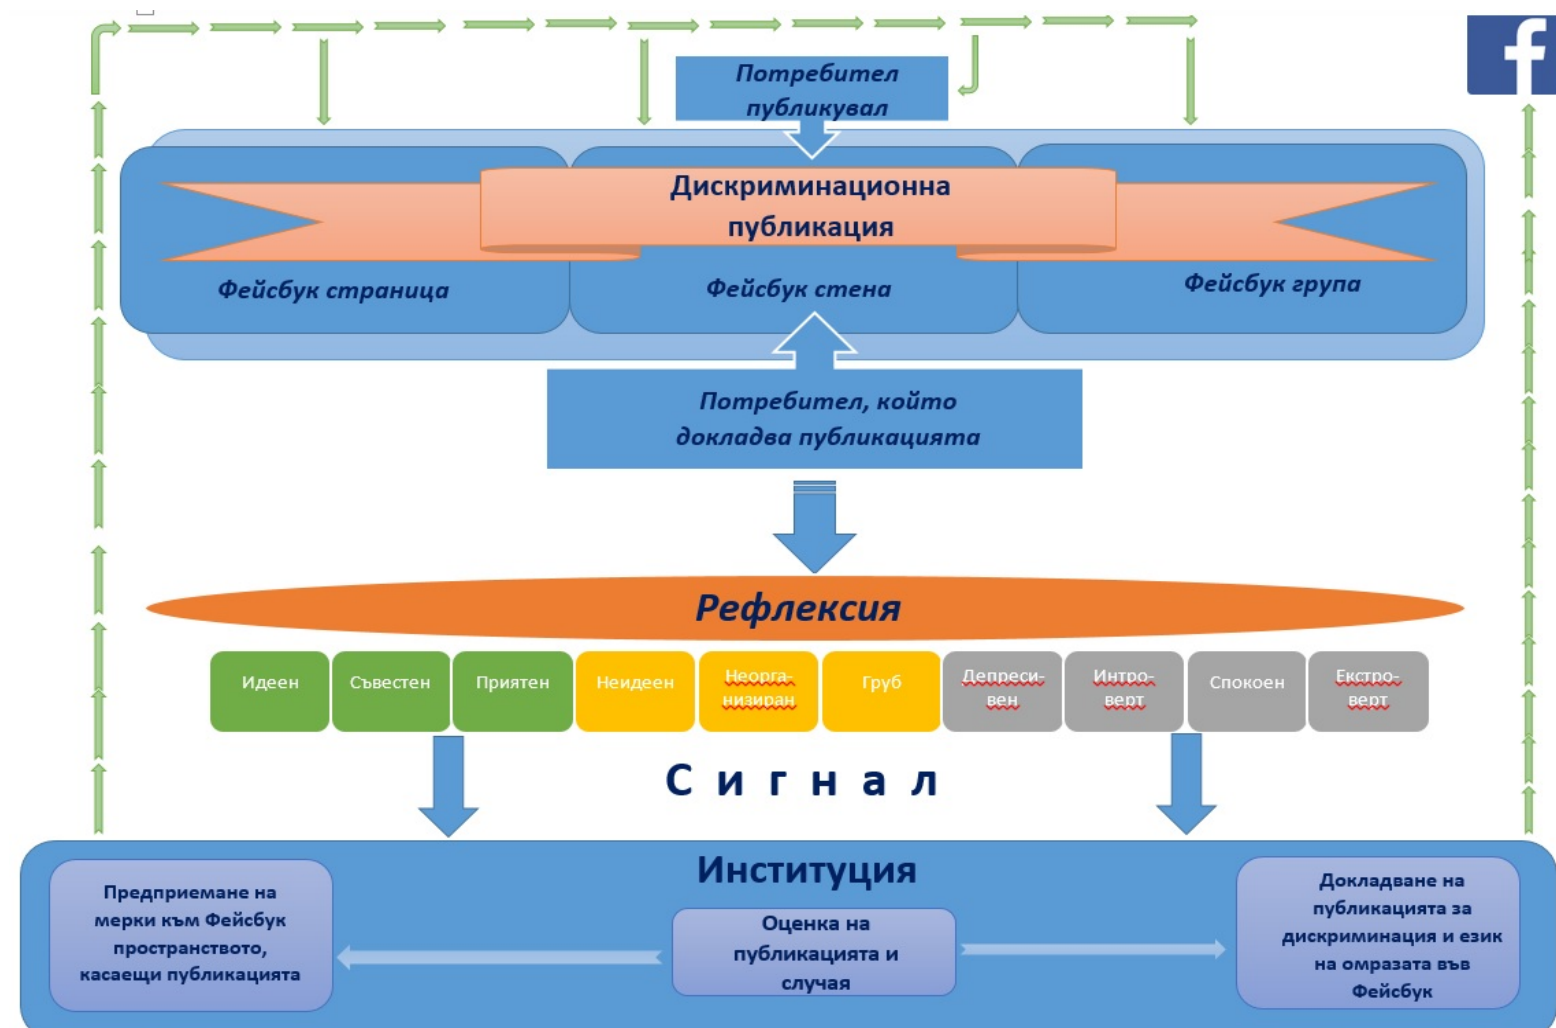 f
Потребител
публикувал
Дискриминационна
публикация
Фейсбук страница
Фейсбук стена
Фейсбук група
Потребител, който
докладва публикацията
Рефлексия
Идеен
Съвестен
Приятен
Неидеен
Неорга-
низиран
Груб
Депреси-
вен
Интро-
верт
Спокоен
Екстро-
верт
С и г н а л
Институция
Предприемане на
мерки към Фейсбук
пространството,
касаещи публикацията
Оценка на
публикацията и
случая
Докладване на
публикацията за
дискриминация и език
на омразата във
Фейсбук